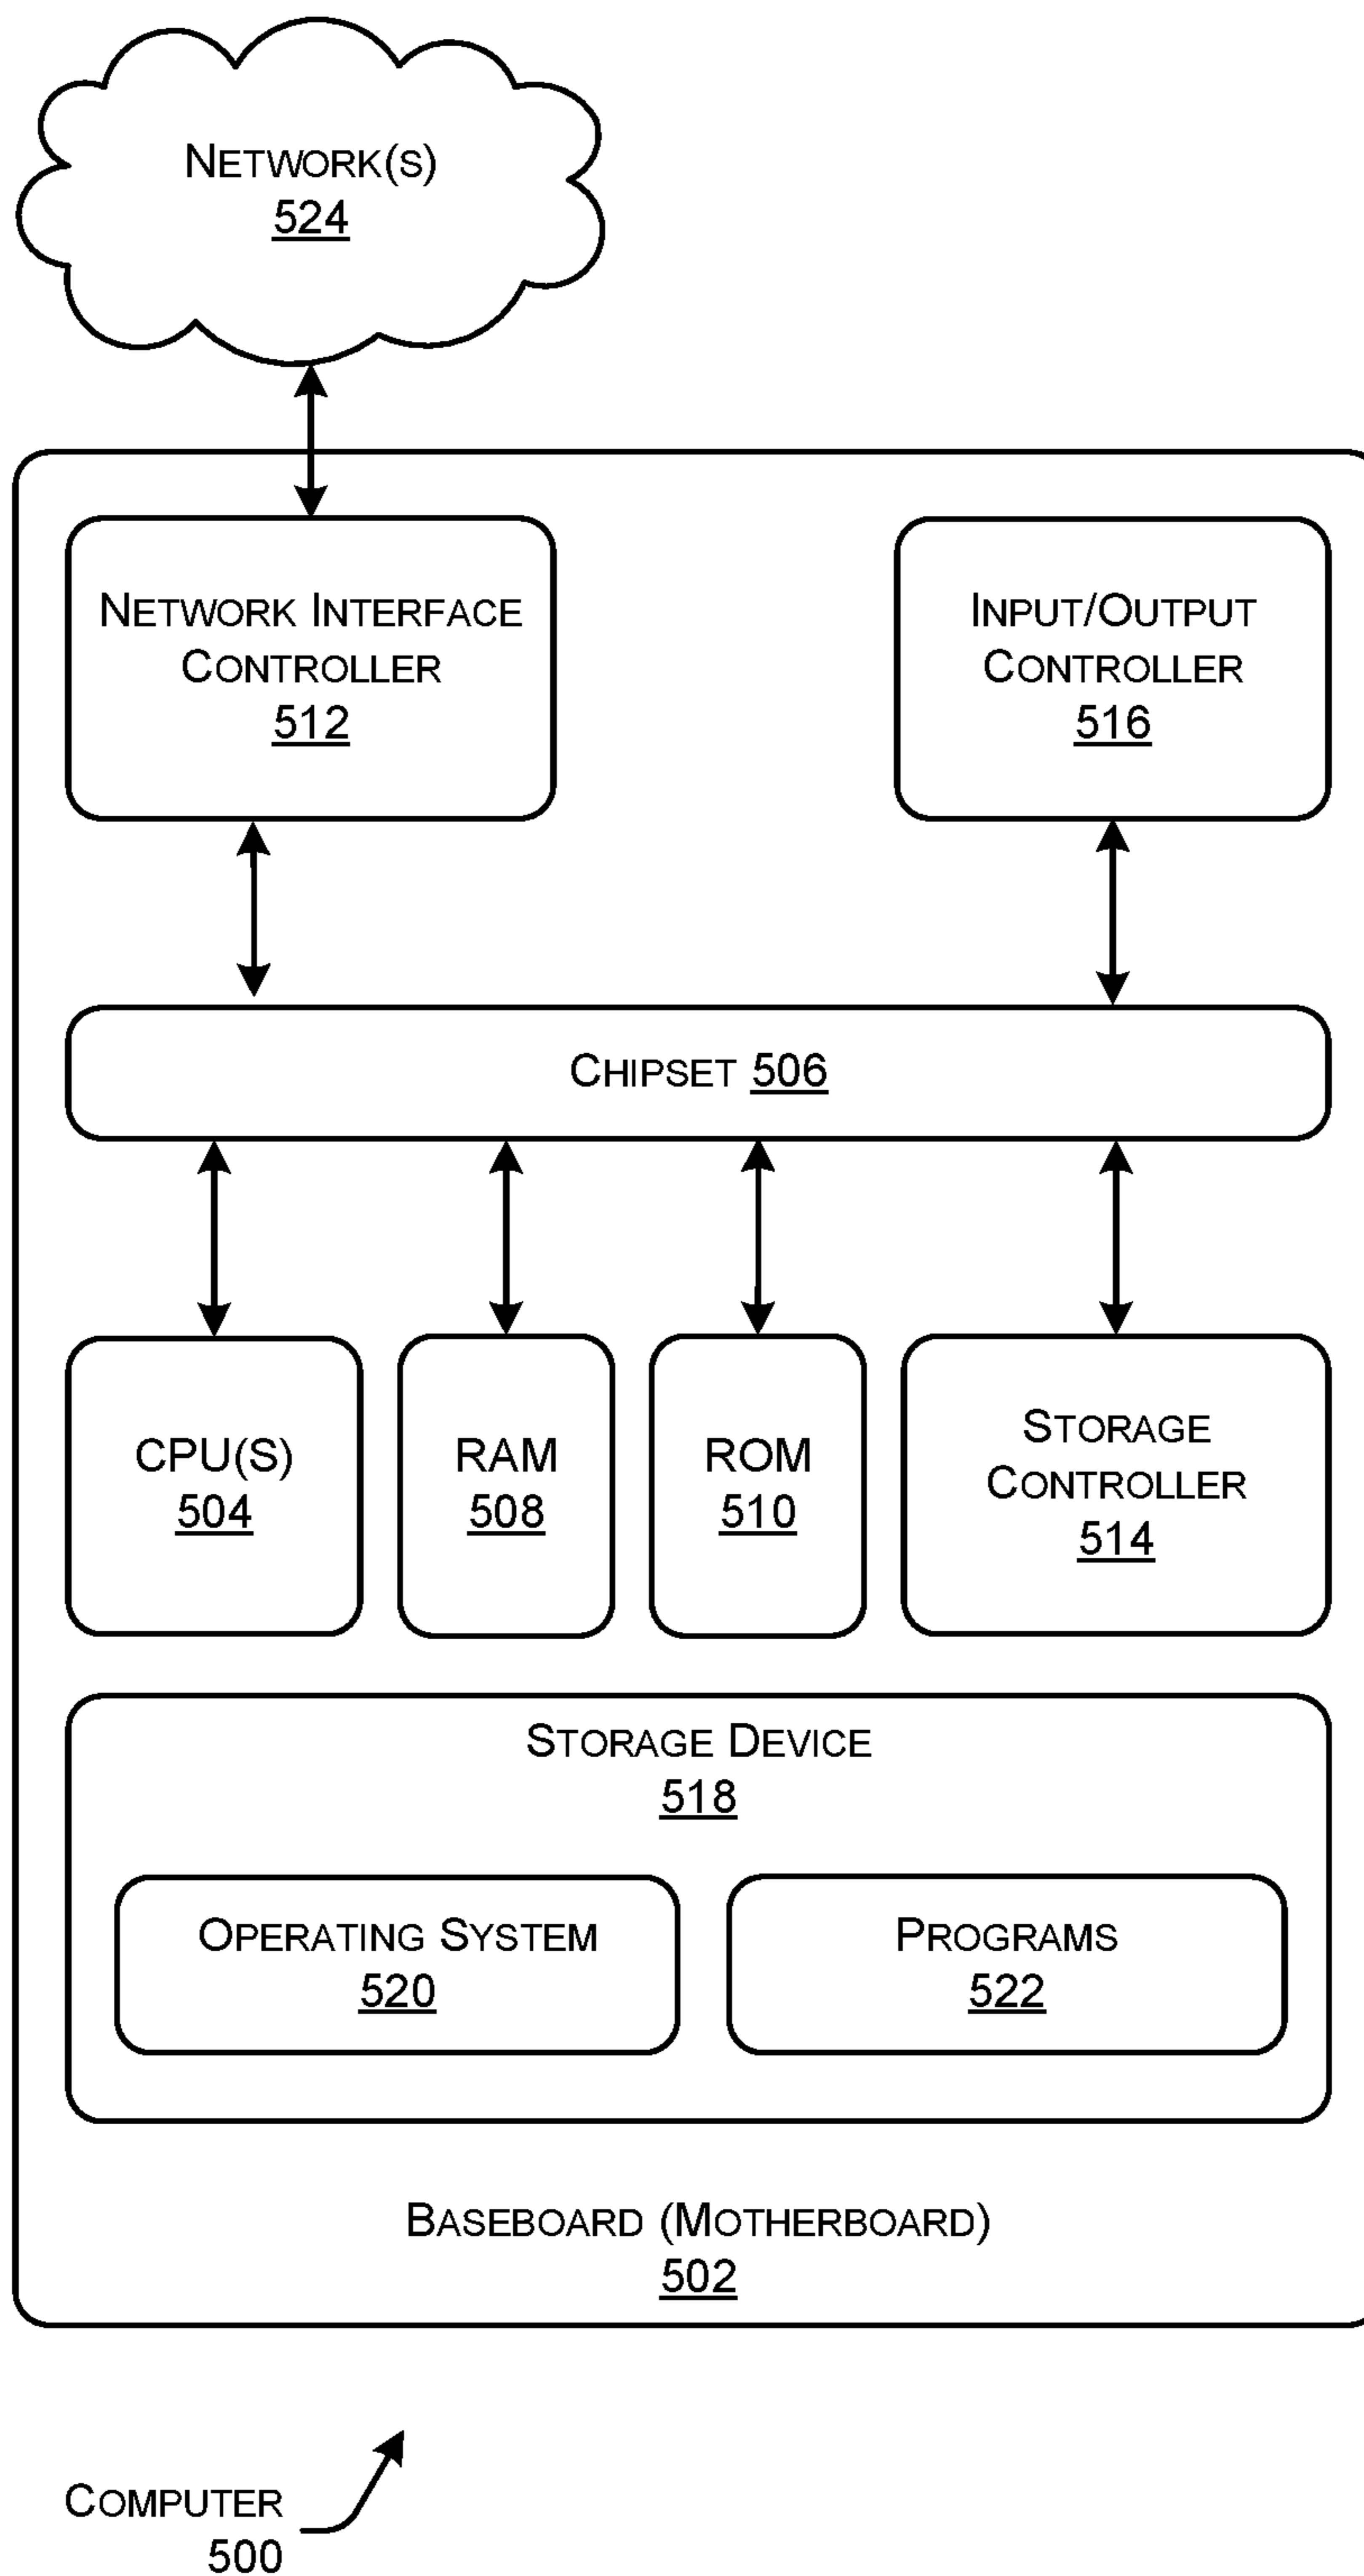 NETWORK(S)
524
NETWORK INTERFACE
CONTROLLER
512
INPUT/OUTPUT
CONTROLLER
516
CHIPSET 506
CPU(S)
504
RAM
508
ROM
510
STORAGE
CONTROLLER
514
STORAGE DEVICE
518
OPERATING SYSTEM
520
PROGRAMS
522
BASEBOARD (MOTHERBOARD)
502
COMPUTER
500